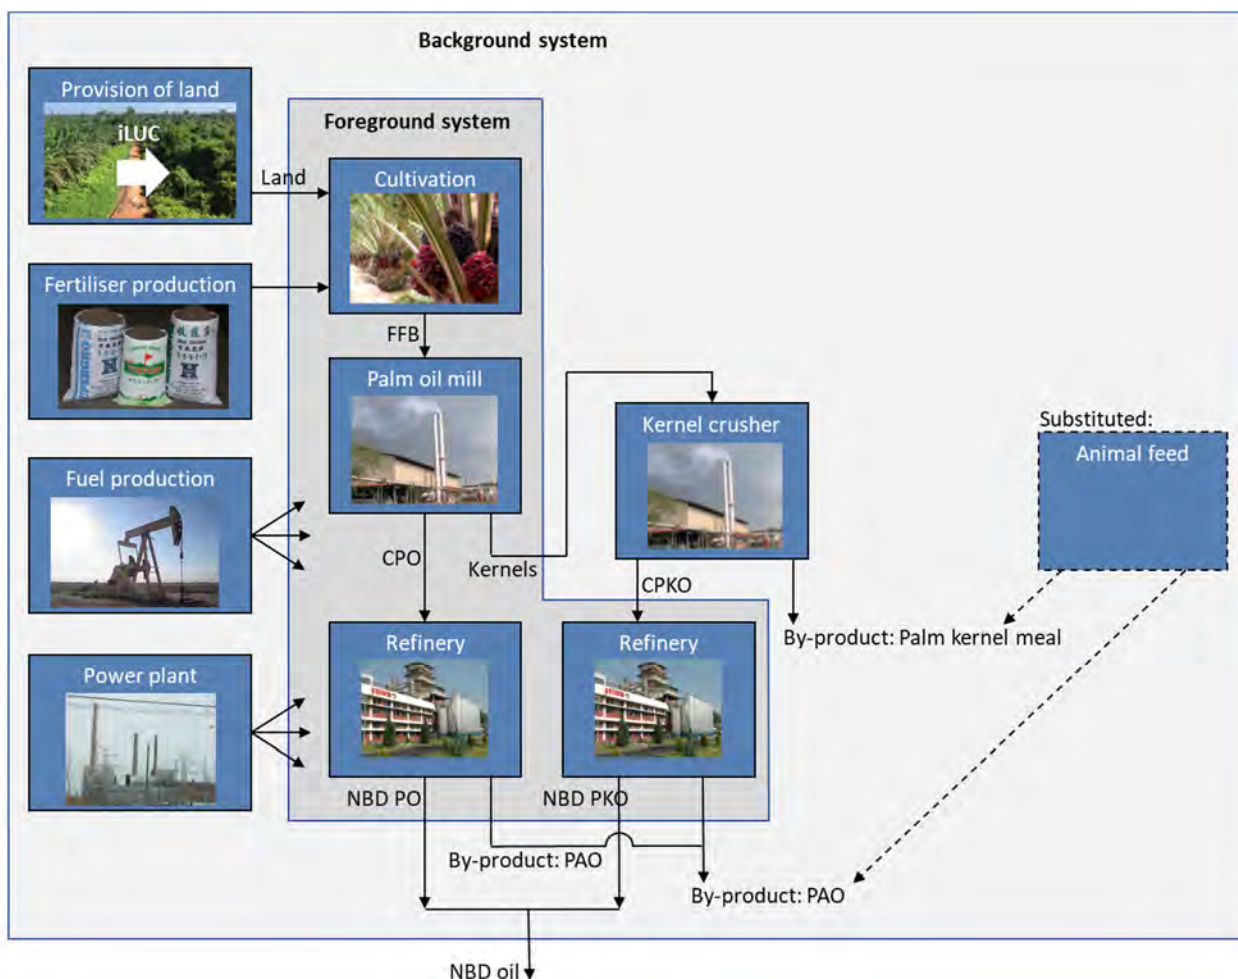 Background system
Provision of land
iLUC
Foreground system
Land
Cultivation
Fertiliser production
FFB
Palm oil mill
Kernel crusher
Substituted:
Animal feed
Fuel production
CPO
Kernels
CPKO
Refinery
Refinery
By-product: Palm kernel meal
Power plant
NBD PO
NBD PKO
By-product: PAO
By-product: PAO
NBD oil